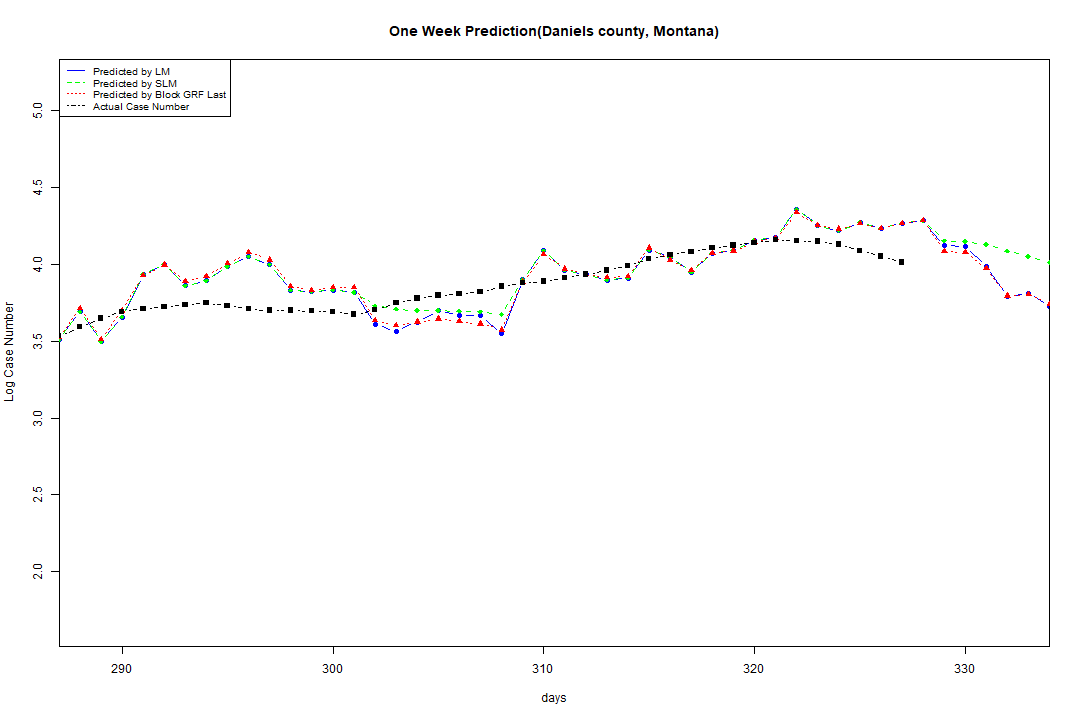 One Week Prediction(Daniels county, Montana)
Predicted by LM
Predicted by SLM
Predicted by Block GRF Last
Actual Case Number
5.0
4.5
4.0
3.5
3.0
2.5
2.0
Log Case Number
290 300 310 320 330
days